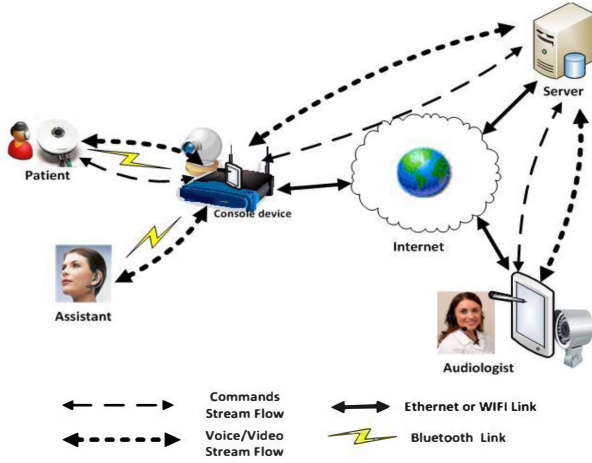 Server
Patient
Console device
Internet
Assistant
Audiologist
Commands
Stream Flow
Ethernet or WIFI Link
Voice/Video
Stream Flow
Bluetooth Link